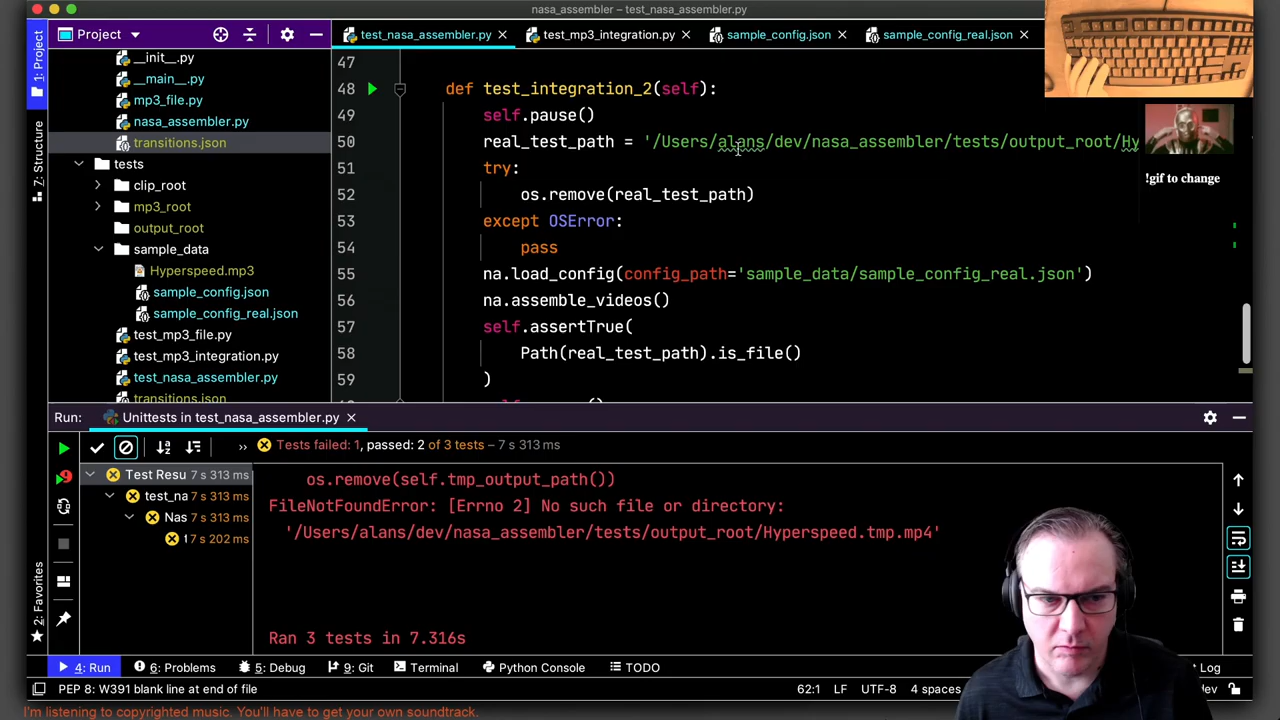 nasa_assembler – test_nasa_assembler.py
Project
test_nasa_assembler.py
test_mp3_integration.py
sample_config.json
sample_config_real.json
1: Project
7: Structure
2: Favorites
__init__.py
__main__.py
mp3_file.py
nasa_assembler.py
transitions.json
tests
clip_root
mp3_root
output_root
sample_data
Hyperspeed.mp3
sample_config.json
sample_config_real.json
test_mp3_file.py
test_mp3_integration.py
test_nasa_assembler.py
transitions.json
47
48 def test_integration_2(self):
49 self.pause()
50 real_test_path = '/Users/alans/dev/nasa_assembler/tests/output_root/Hy
51 try:
52 os.remove(real_test_path)
53 except OSError:
54 pass
55 na.load_config(config_path='sample_data/sample_config_real.json')
56 na.assemble_videos()
57 self.assertTrue(
58 Path(real_test_path).is_file()
59 )
!gif to change
Run: Unittests in test_nasa_assembler.py
» Tests failed: 1, passed: 2 of 3 tests – 7 s 313 ms
Test Resu 7 s 313 ms
test_na 7 s 313 ms
Nas 7 s 313 ms
7 s 202 ms
os.remove(self.tmp_output_path())
FileNotFoundError: [Errno 2] No such file or directory:
'/Users/alans/dev/nasa_assembler/tests/output_root/Hyperspeed.tmp.mp4'
Ran 3 tests in 7.316s
4: Run
6: Problems
5: Debug
9: Git
Terminal
Python Console
TODO
Log
PEP 8: W391 blank line at end of file
62:1 LF UTF-8 4 spaces
dev
I'm listening to copyrighted music. You'll have to get your own soundtrack.